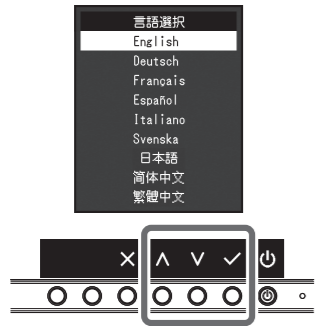 言語選択
English
Deutsch
Français
Español
Italiano
Svenska
日本語
简体中文
繁體中文